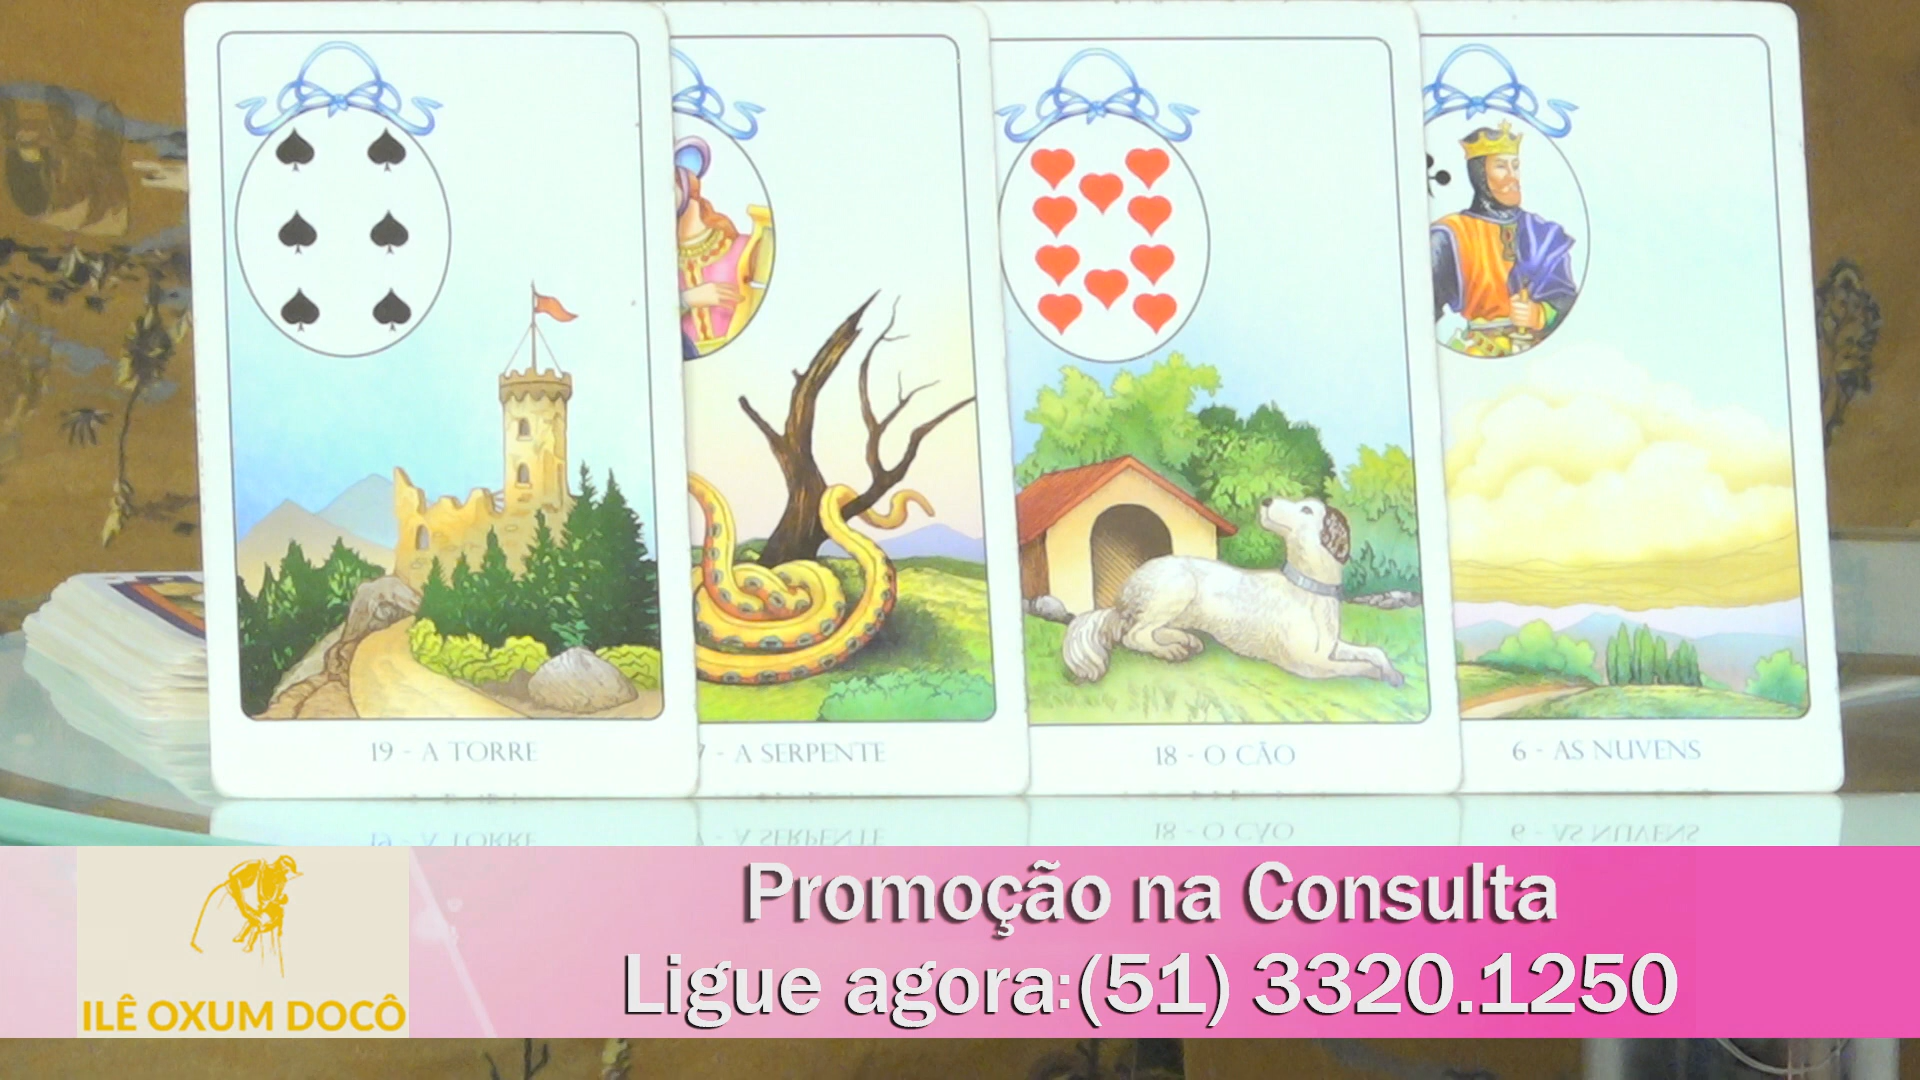 19 - A TORRE
7 - A SERPENTE
18 - O CÃO
6 - AS NUVENS
Promoção na Consulta
Ligue agora:(51) 3320.1250
ILÊ OXUM DOCÔ